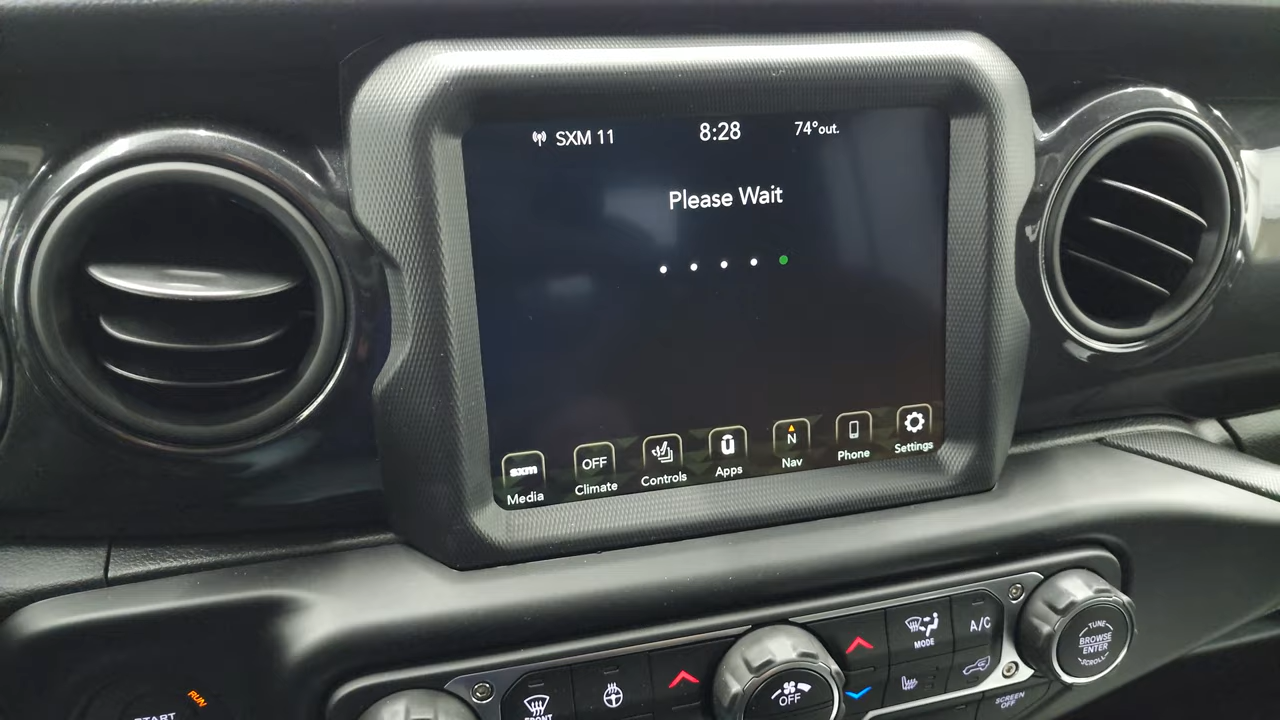 SXM 11
8:28
74°out.
Please Wait
sxm
Media
OFF
Climate
Controls
ū
Apps
N
Nav
Phone
Settings
RUN
START
FRONT
OFF
MODE
A/C
SCREEN
OFF
TUNE
BROWSE
ENTER
SCROLL